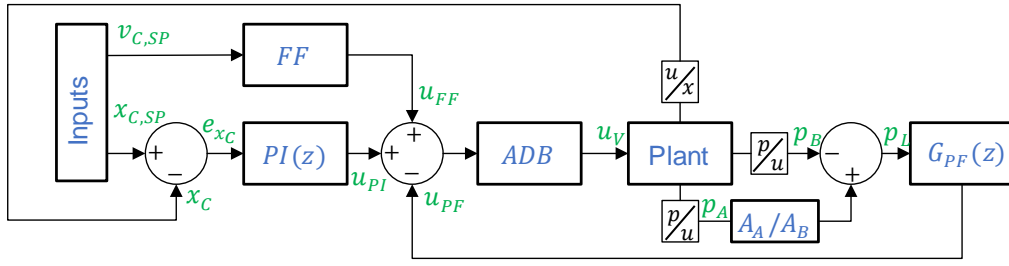 Inputs
v_{C,SP}
FF
u_{FF}
u/x
x_{C,SP}
+
−
x_C
e_{x_C}
PI(z)
u_{PI}
+
+
−
u_{PF}
ADB
u_V
Plant
p/u
p_B
−
+
p_L
G_{PF}(z)
p/u
p_A
A_A/A_B